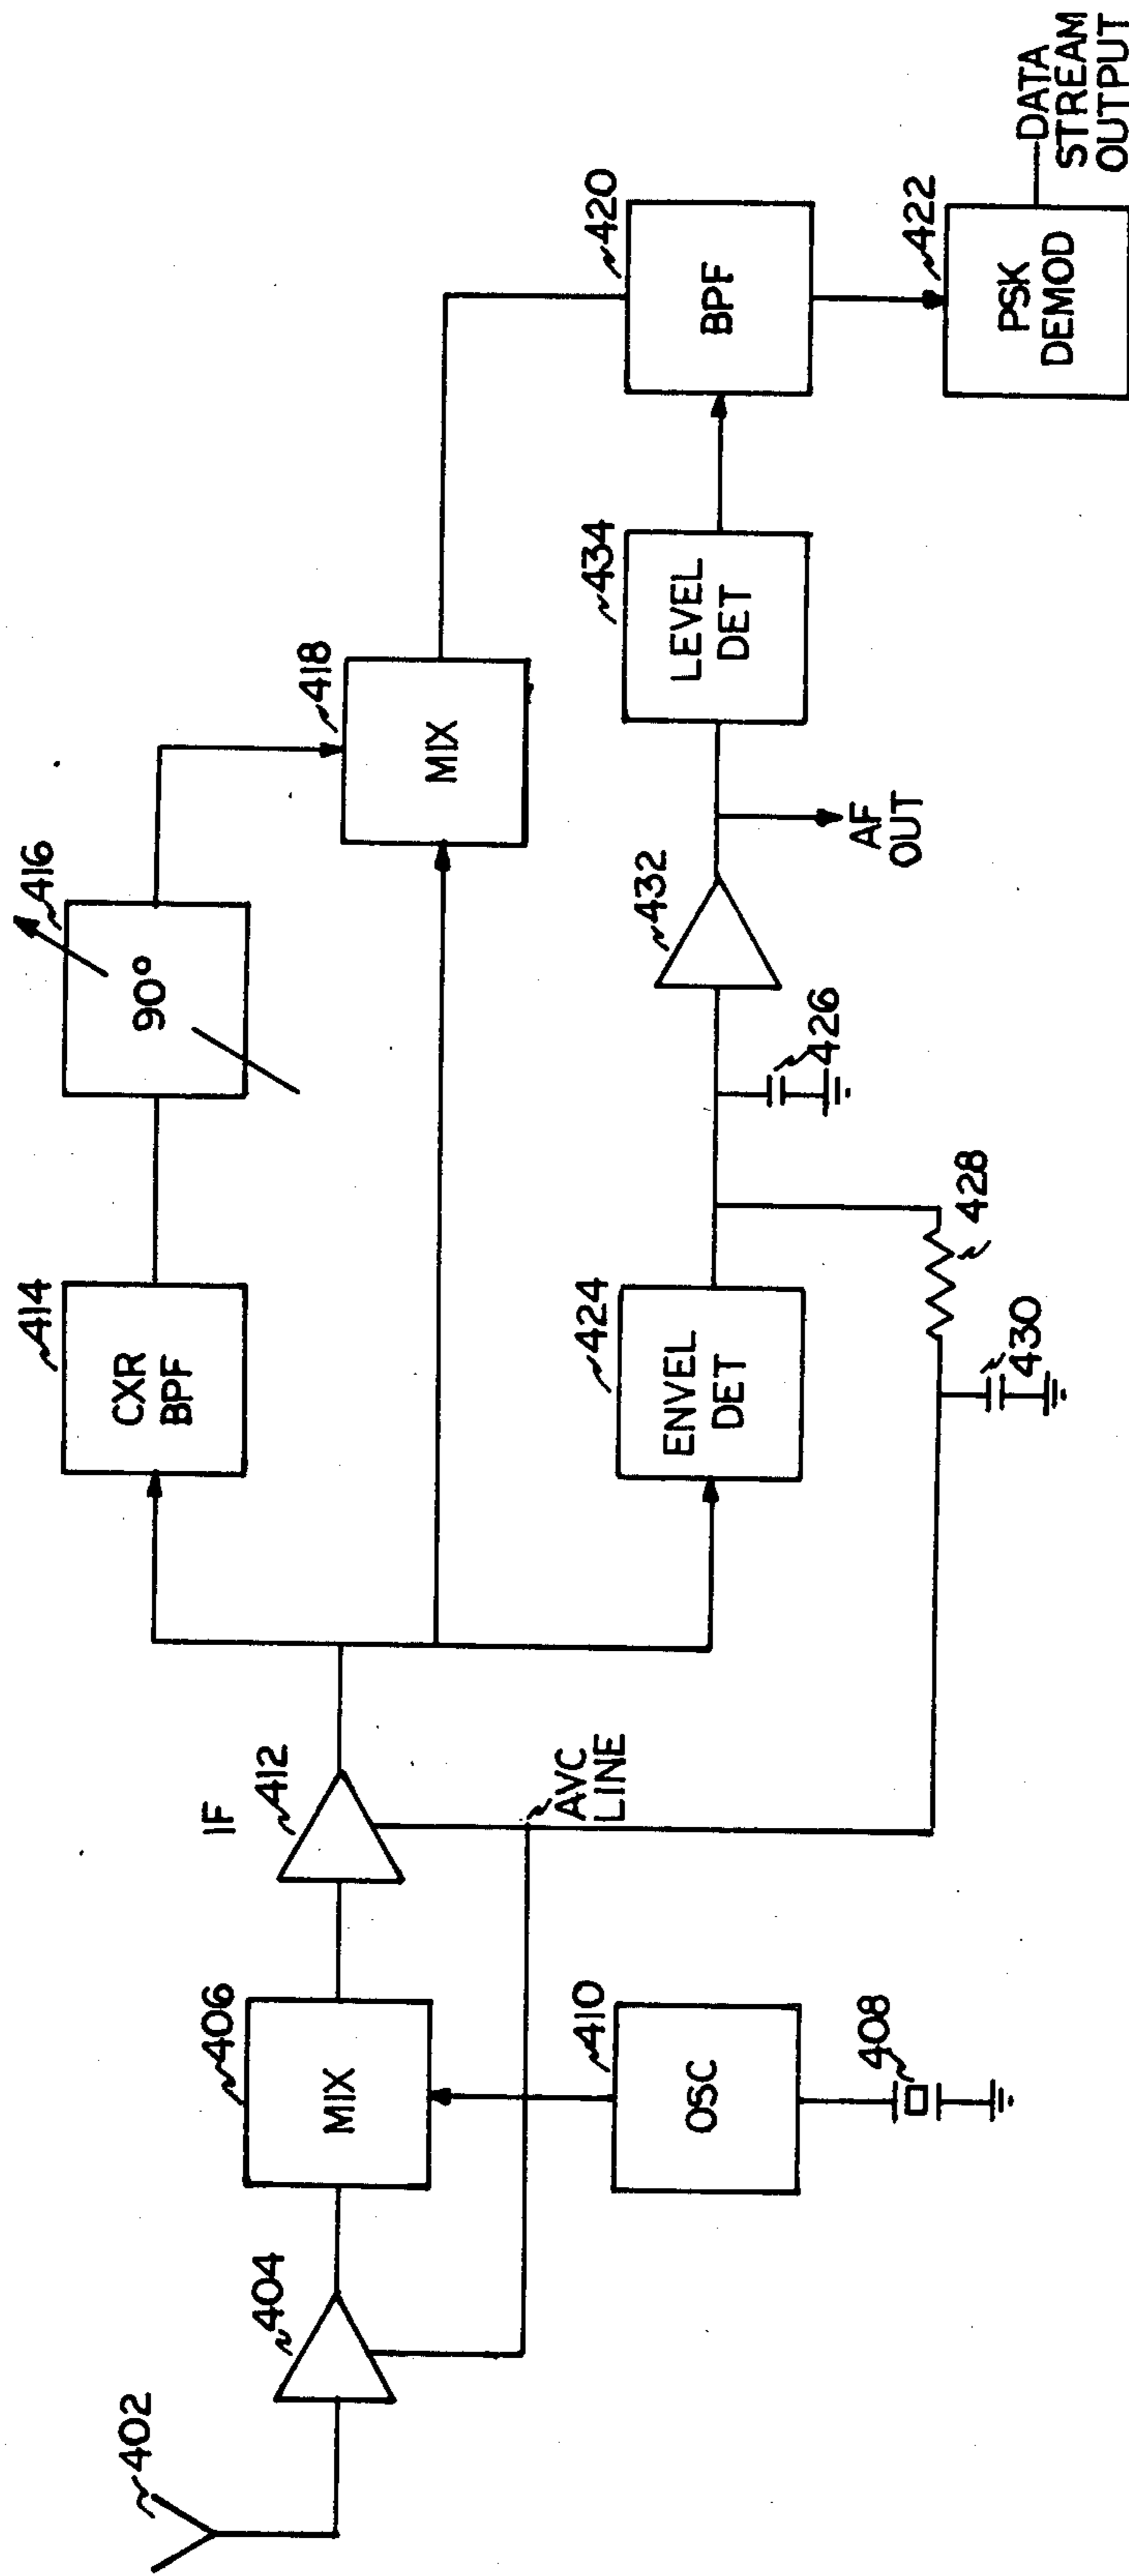 402
404
MIX
406
OSC
410
408
IF
412
AVC
LINE
CXR
BPF
414
90°
416
MIX
418
ENVEL
DET
424
426
428
430
432
AF
OUT
LEVEL
DET
434
BPF
420
PSK
DEMOD
422
DATA
STREAM
OUTPUT